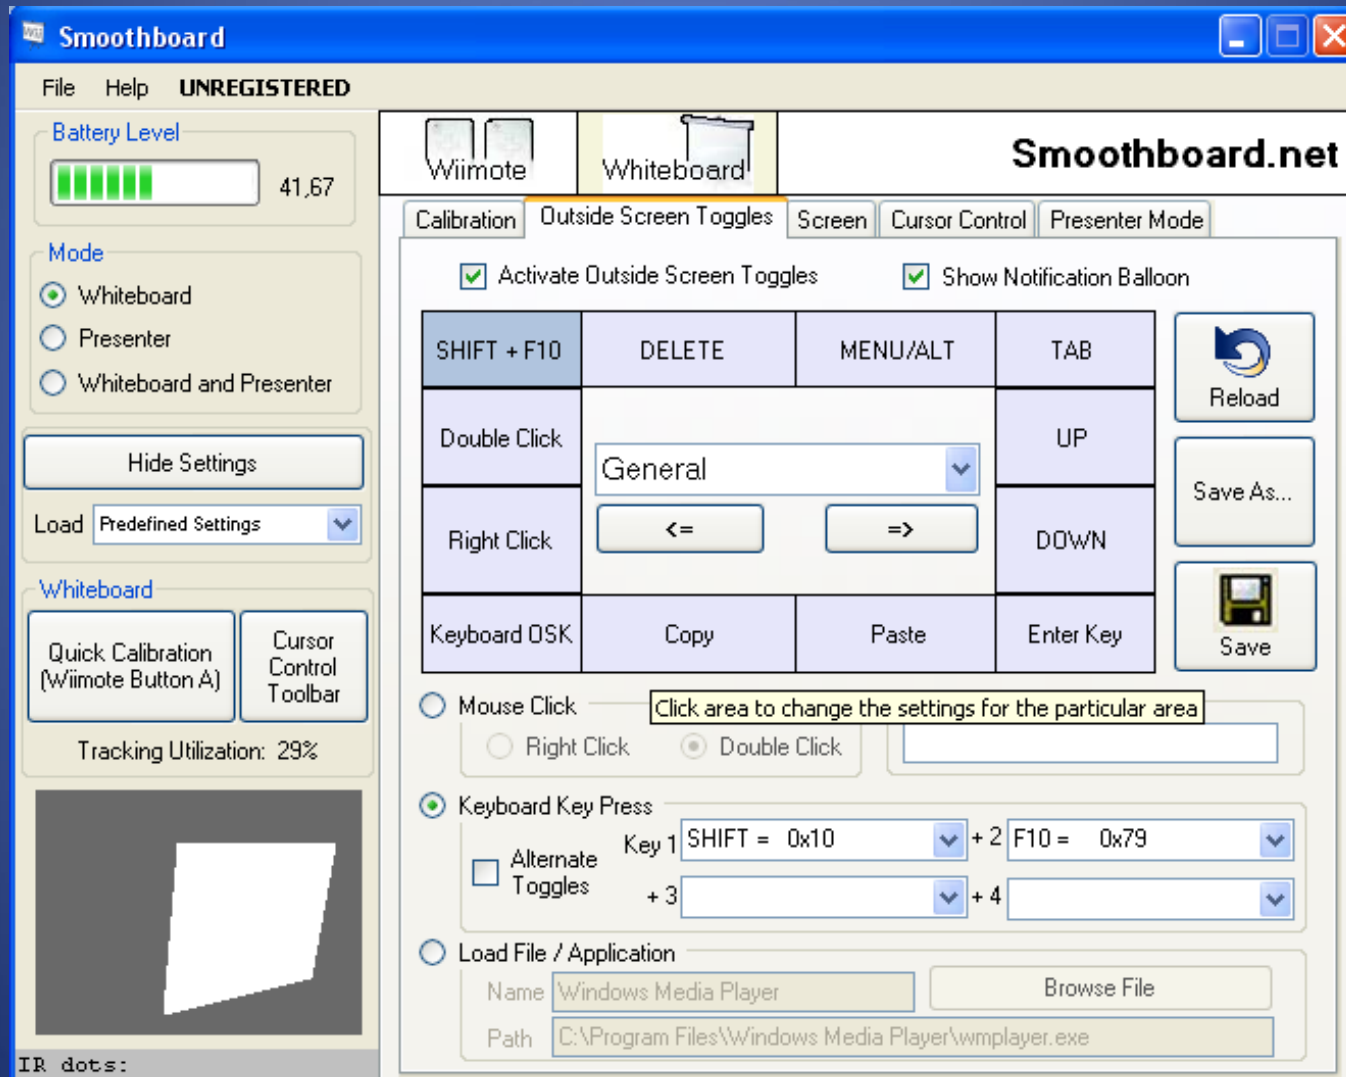 Smoothboard
File Help UNREGISTERED
Battery Level
41,67
Mode
Whiteboard
Presenter
Whiteboard and Presenter
Hide Settings
Load Predefined Settings
Whiteboard
Quick Calibration
(Wiimote Button A)
Cursor
Control
Toolbar
Tracking Utilization: 29%
IR dots:
Wiimote Whiteboard Smoothboard.net
Calibration Outside Screen Toggles Screen Cursor Control Presenter Mode
Activate Outside Screen Toggles Show Notification Balloon
SHIFT + F10 DELETE MENU/ALT TAB
Reload
Double Click UP
General
Save As...
<= =>
Right Click DOWN
Keyboard OSK Copy Paste Enter Key
Save
Mouse Click
Click area to change the settings for the particular area
Right Click Double Click
Keyboard Key Press
Alternate
Toggles
Key 1 SHIFT = 0x10 + 2 F10 = 0x79
+ 3 + 4
Load File / Application
Name Windows Media Player Browse File
Path C:\Program Files\Windows Media Player\wmplayer.exe